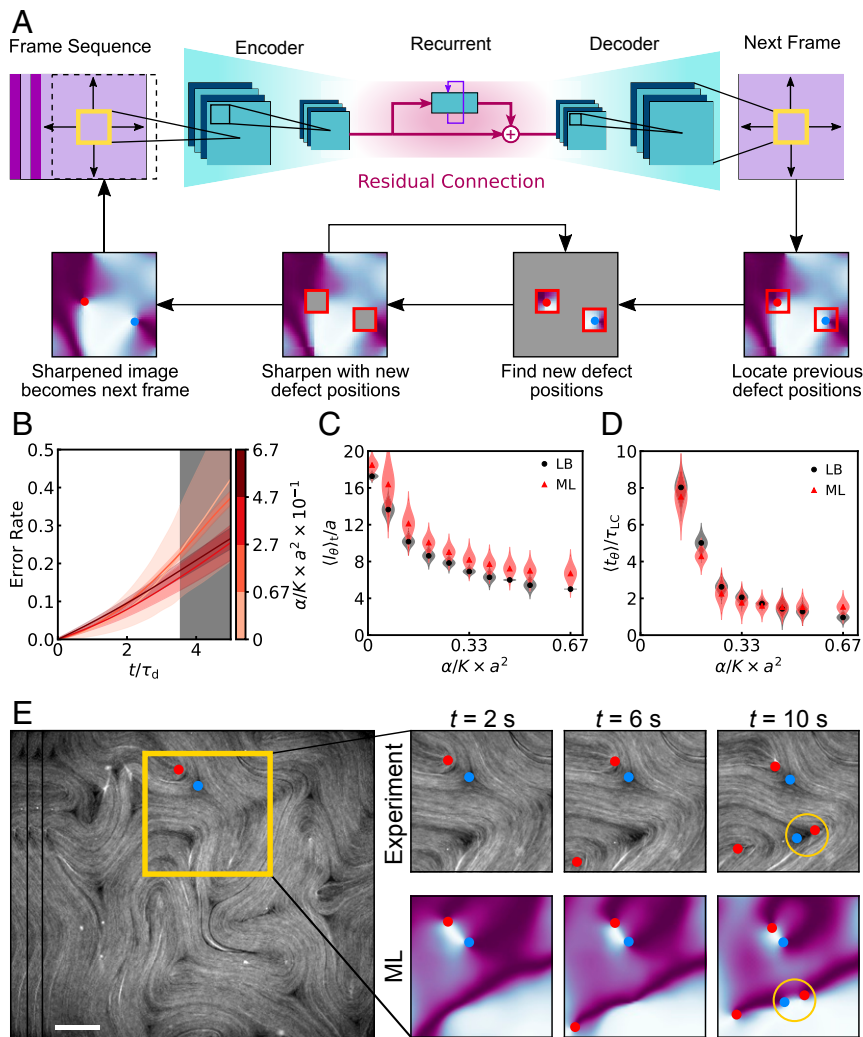 A
Frame Sequence
Encoder
Recurrent
Decoder
Next Frame
Residual Connection
Sharpened image
becomes next frame
Sharpen with new
defect positions
Find new defect
positions
Locate previous
defect positions
B
Error Rate
0.5
0.4
0.3
0.2
0.1
0.0
0 2 4
t/τd
6.7
4.7
2.7
0.67
0
α/K × a² × 10⁻¹
C
⟨lθ⟩t/a
20
16
12
8
4
0
0 0.33 0.67
α/K × a²
LB
ML
D
⟨tθ⟩/τLC
10
8
6
4
2
0
0 0.33 0.67
α/K × a²
LB
ML
E
t = 2 s
t = 6 s
t = 10 s
Experiment
ML